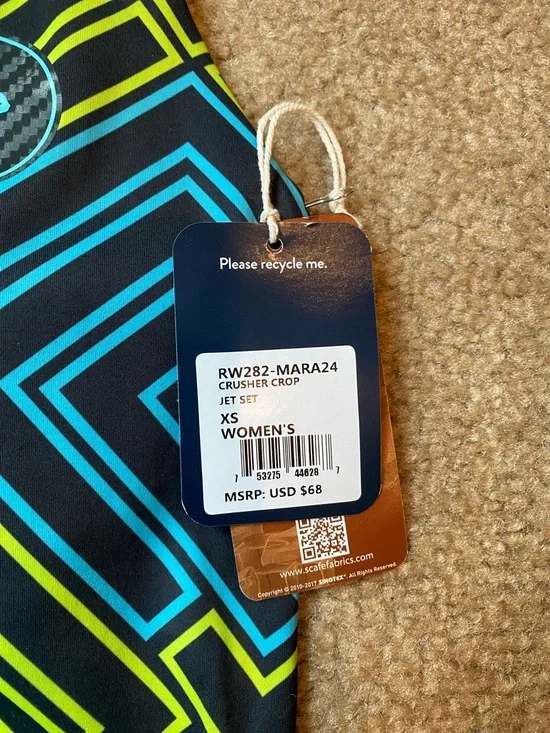 Please recycle me.
RW282-MARA24
CRUSHER CROP
JET SET
XS
WOMEN'S
7 53275 44628 7
MSRP: USD $68
www.scafefabrics.com
Copyright © 2010-2017 SINGTEX®. All Rights Reserved.